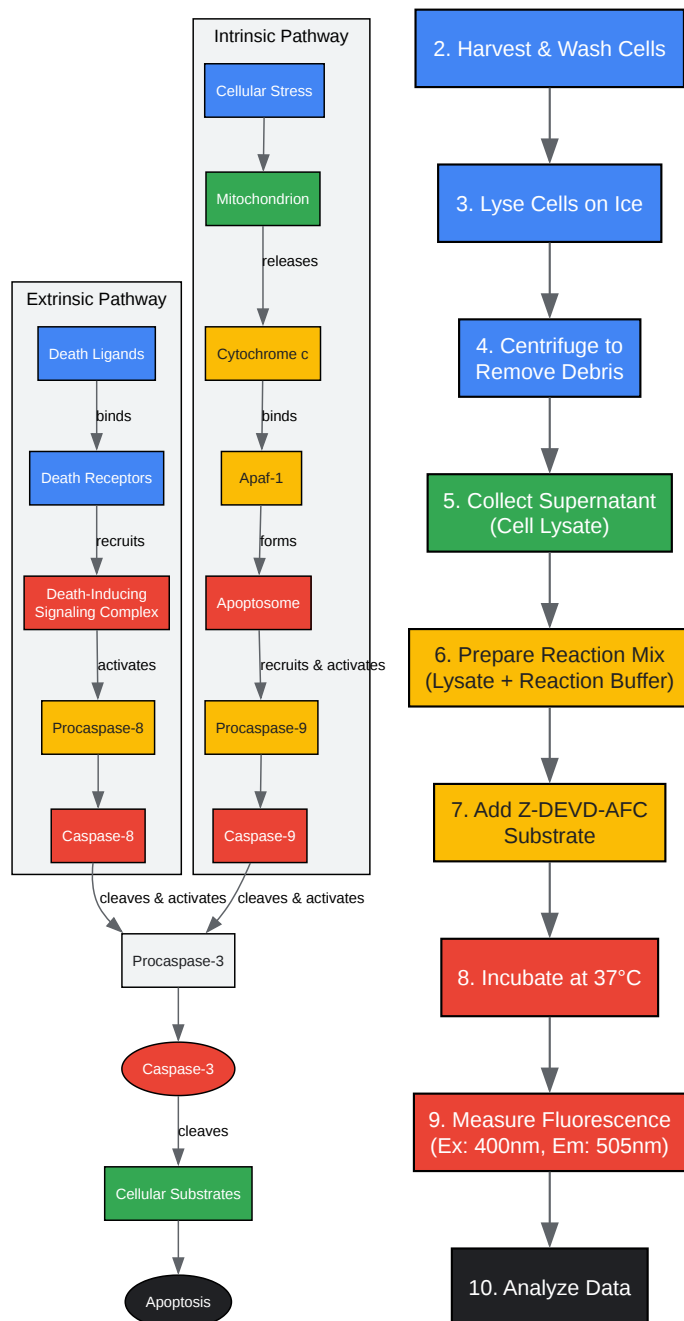 Intrinsic Pathway
Cellular Stress
Mitochondrion
releases
Cytochrome c
binds
Apaf-1
forms
Apoptosome
recruits & activates
Procaspase-9
Caspase-9
cleaves & activates
Extrinsic Pathway
Death Ligands
binds
Death Receptors
recruits
Death-Inducing
Signaling Complex
activates
Procaspase-8
Caspase-8
cleaves & activates
Procaspase-3
Caspase-3
cleaves
Cellular Substrates
Apoptosis
2. Harvest & Wash Cells
3. Lyse Cells on Ice
4. Centrifuge to
Remove Debris
5. Collect Supernatant
(Cell Lysate)
6. Prepare Reaction Mix
(Lysate + Reaction Buffer)
7. Add Z-DEVD-AFC
Substrate
8. Incubate at 37°C
9. Measure Fluorescence
(Ex: 400nm, Em: 505nm)
10. Analyze Data